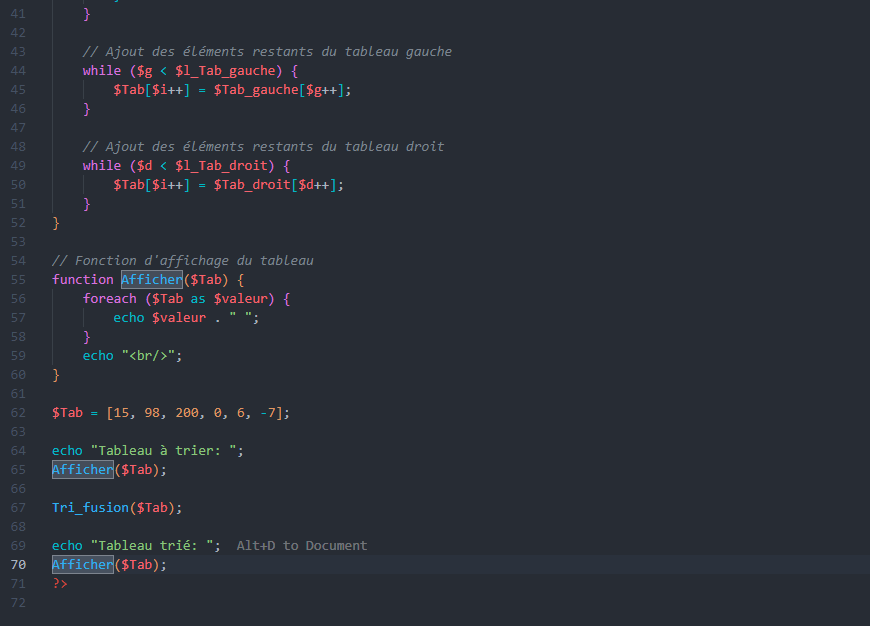 41 }
42
43 // Ajout des éléments restants du tableau gauche
44 while ($g < $l_Tab_gauche) {
45 $Tab[$i++] = $Tab_gauche[$g++];
46 }
47
48 // Ajout des éléments restants du tableau droit
49 while ($d < $l_Tab_droit) {
50 $Tab[$i++] = $Tab_droit[$d++];
51 }
52 }
53
54 // Fonction d'affichage du tableau
55 function Afficher($Tab) {
56 foreach ($Tab as $valeur) {
57 echo $valeur . " ";
58 }
59 echo "<br/>";
60 }
61
62 $Tab = [15, 98, 200, 0, 6, -7];
63
64 echo "Tableau à trier: ";
65 Afficher($Tab);
66
67 Tri_fusion($Tab);
68
69 echo "Tableau trié: "; Alt+D to Document
70 Afficher($Tab);
71 ?>
72